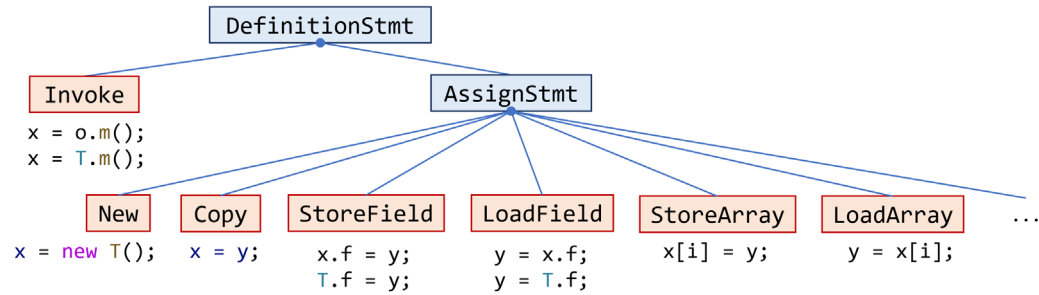 DefinitionStmt
Invoke
AssignStmt
x = o.m();
x = T.m();
New
Copy
StoreField
LoadField
StoreArray
LoadArray
...
x = new T();
x = y;
x.f = y;
T.f = y;
y = x.f;
y = T.f;
x[i] = y;
y = x[i];